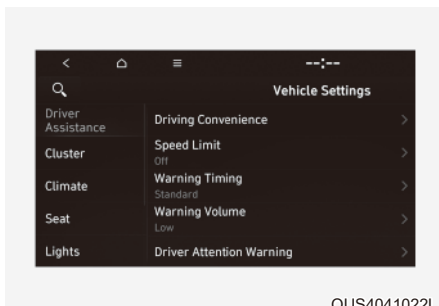 --:--
Vehicle Settings
Driver
Assistance
Cluster
Climate
Seat
Lights
Driving Convenience
Speed Limit
Off
Warning Timing
Standard
Warning Volume
Low
Driver Attention Warning